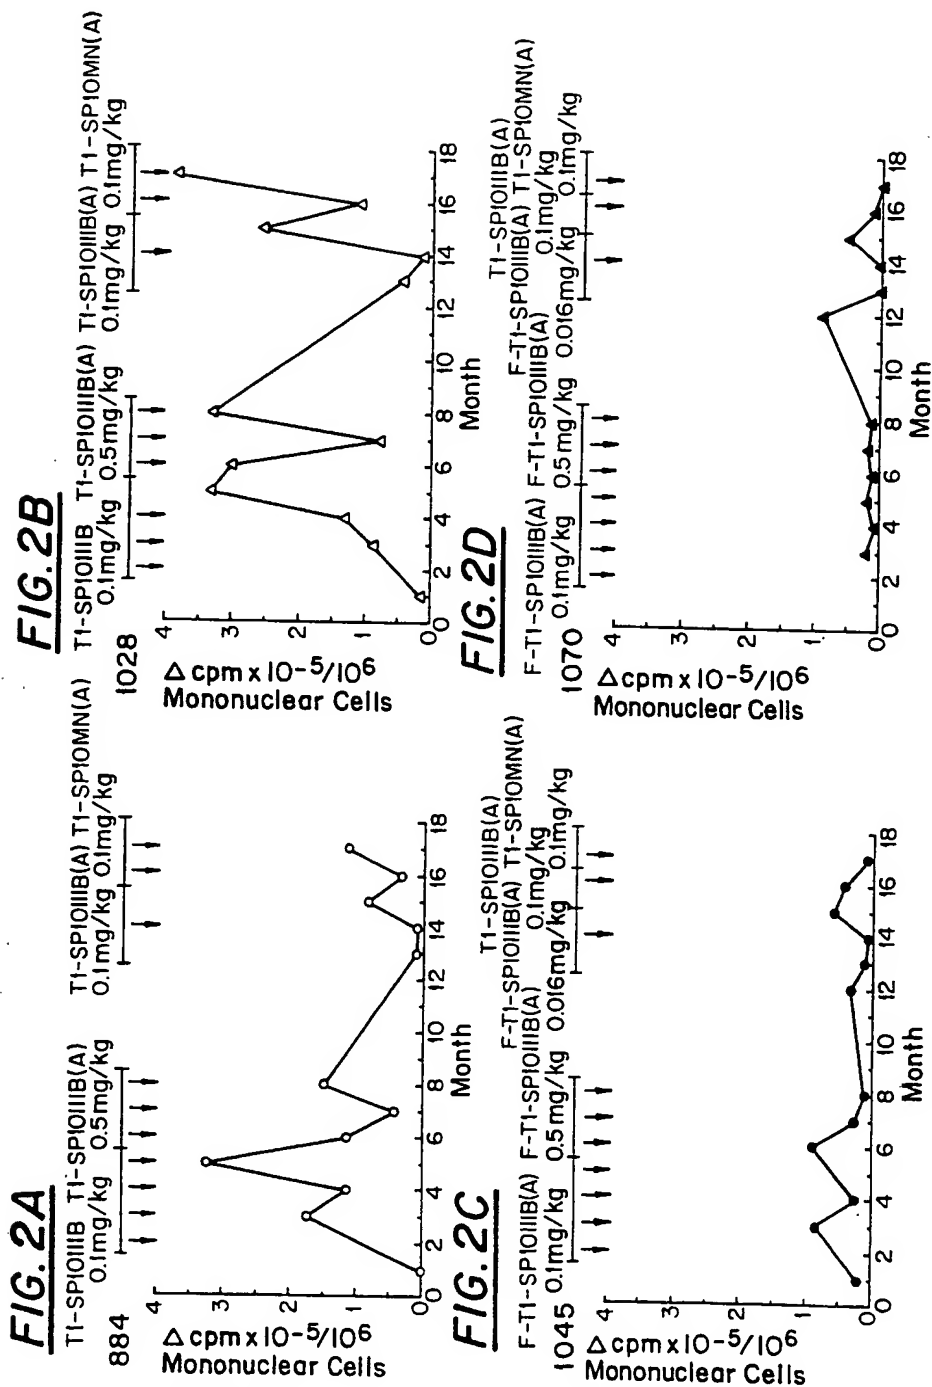 FIG.2A
T1-SP10IIIB T1-SP10IIIB(A) T1-SP10IIIB(A) T1-SP10MN(A)
0.1mg/kg 0.5mg/kg 0.1mg/kg 0.1mg/kg
884
Δ cpm x 10-5/10^6
Mononuclear Cells
4
3
2
1
0
0 2 4 6 8 10 12 14 16 18
Month
FIG.2B
T1-SP10IIIB T1-SP10IIIB(A) T1-SP10IIIB(A) T1-SP10MN(A)
0.1mg/kg 0.5mg/kg 0.1mg/kg 0.1mg/kg
1028
Δ cpm x 10-5/10^6
Mononuclear Cells
4
3
2
1
0
0 2 4 6 8 10 12 14 16 18
Month
FIG.2C
T1-SP10IIIB(A)
F-T1-SP10IIIB(A) T1-SP10MN(A)
F-T1-SP10IIIB(A) F-T1-SP10IIIB(A) 0.1mg/kg
1045 0.1mg/kg 0.5mg/kg 0.016mg/kg 0.1mg/kg
Δ cpm x 10-5/10^6
Mononuclear Cells
4
3
2
1
0
0 2 4 6 8 10 12 14 16 18
Month
FIG.2D
T1-SP10IIIB(A)
F-T1-SP10IIIB(A) T1-SP10MN(A)
F-T1-SP10IIIB(A) F-T1-SP10IIIB(A) 0.1mg/kg
0.1mg/kg 0.5mg/kg 0.016mg/kg 0.1mg/kg
1070
Δ cpm x 10-5/10^6
Mononuclear Cells
4
3
2
1
0
0 2 4 6 8 10 12 14 16 18
Month